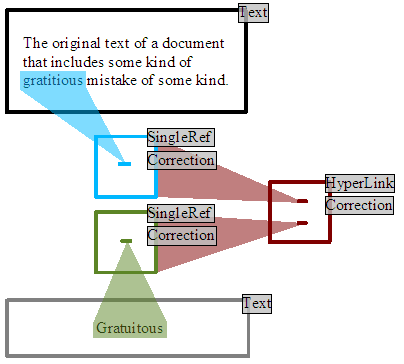 Text
The original text of a document
that includes some kind of
gratitious mistake of some kind.
SingleRef
Correction
HyperLink
Correction
SingleRef
Correction
Text
Gratuitous